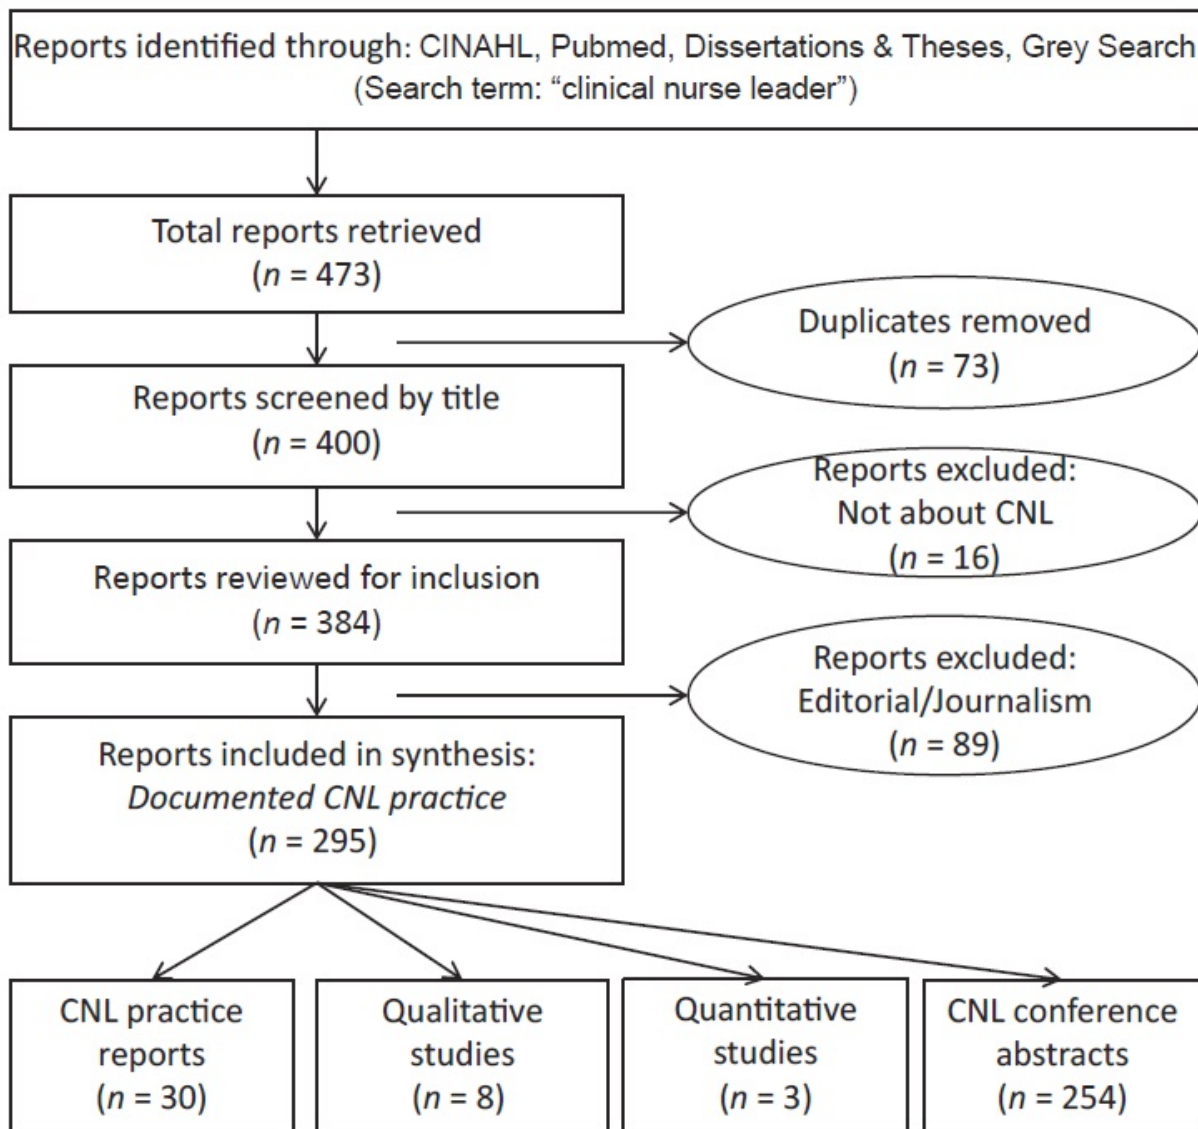 Reports identified through: CINAHL, Pubmed, Dissertations & Theses, Grey Search
(Search term: “clinical nurse leader”)
Total reports retrieved
(n = 473)
Duplicates removed
(n = 73)
Reports screened by title
(n = 400)
Reports excluded:
Not about CNL
(n = 16)
Reports reviewed for inclusion
(n = 384)
Reports excluded:
Editorial/Journalism
(n = 89)
Reports included in synthesis:
Documented CNL practice
(n = 295)
CNL practice
reports
(n = 30)
Qualitative
studies
(n = 8)
Quantitative
studies
(n = 3)
CNL conference
abstracts
(n = 254)